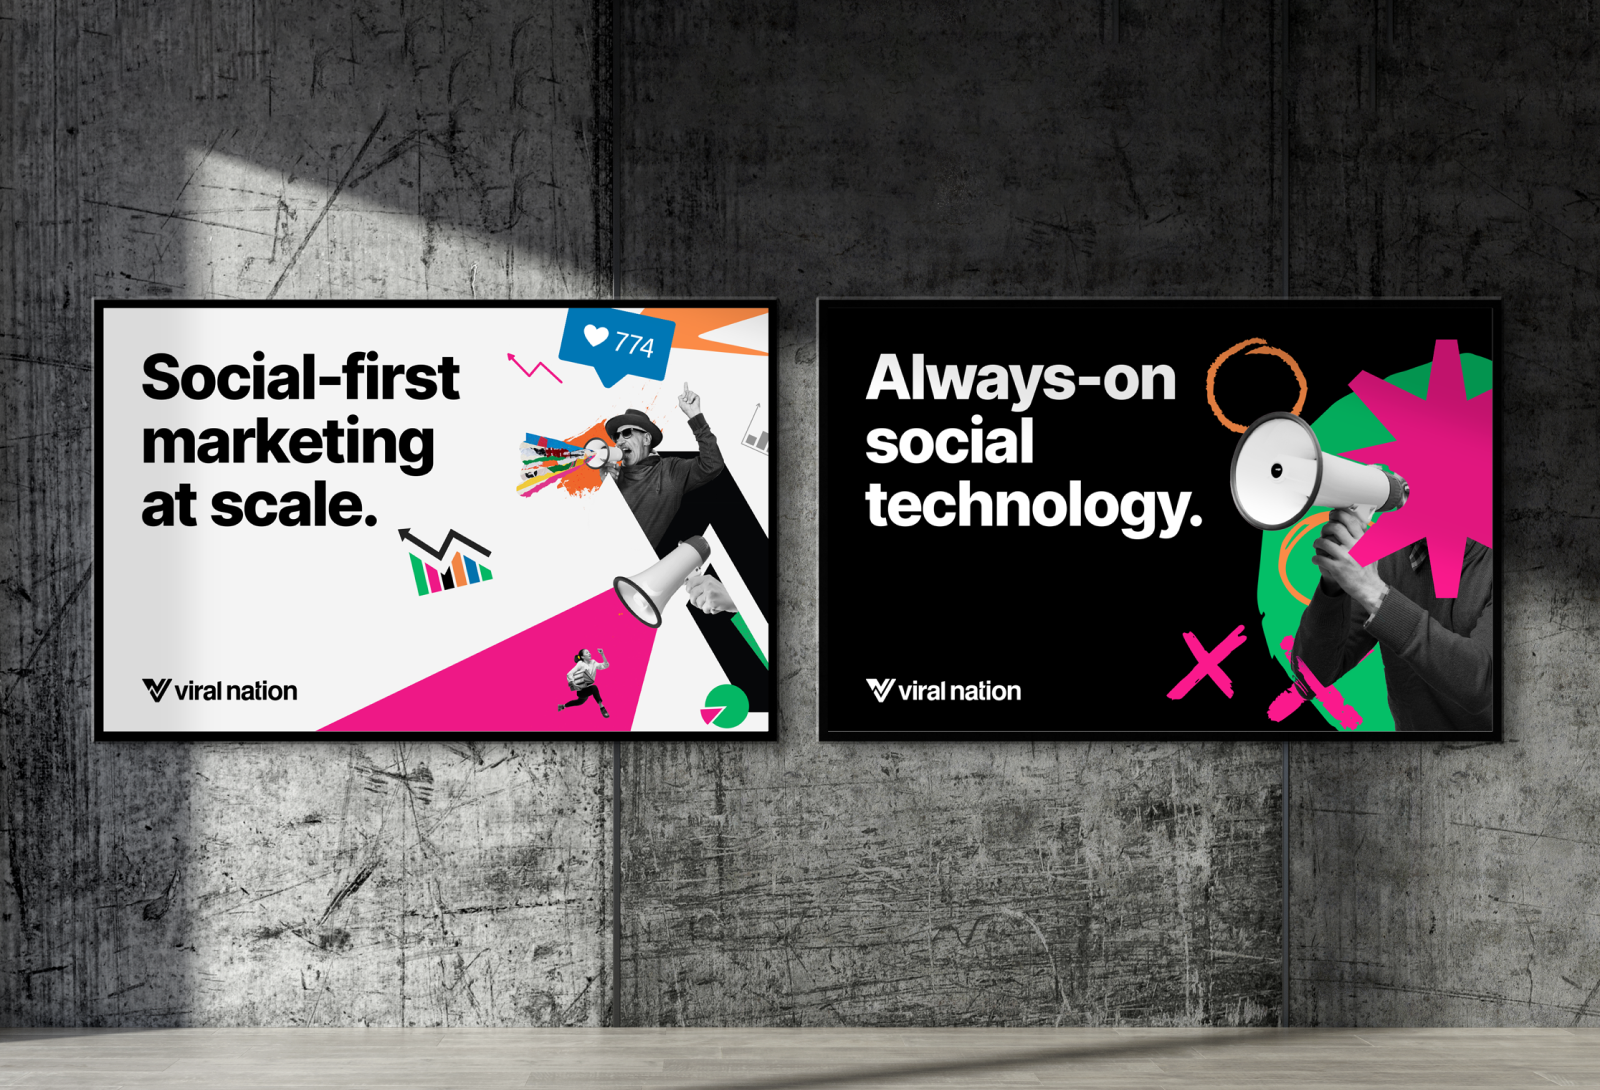 Social-first
marketing
at scale.
774
viral nation
Always-on
social
technology.
viral nation